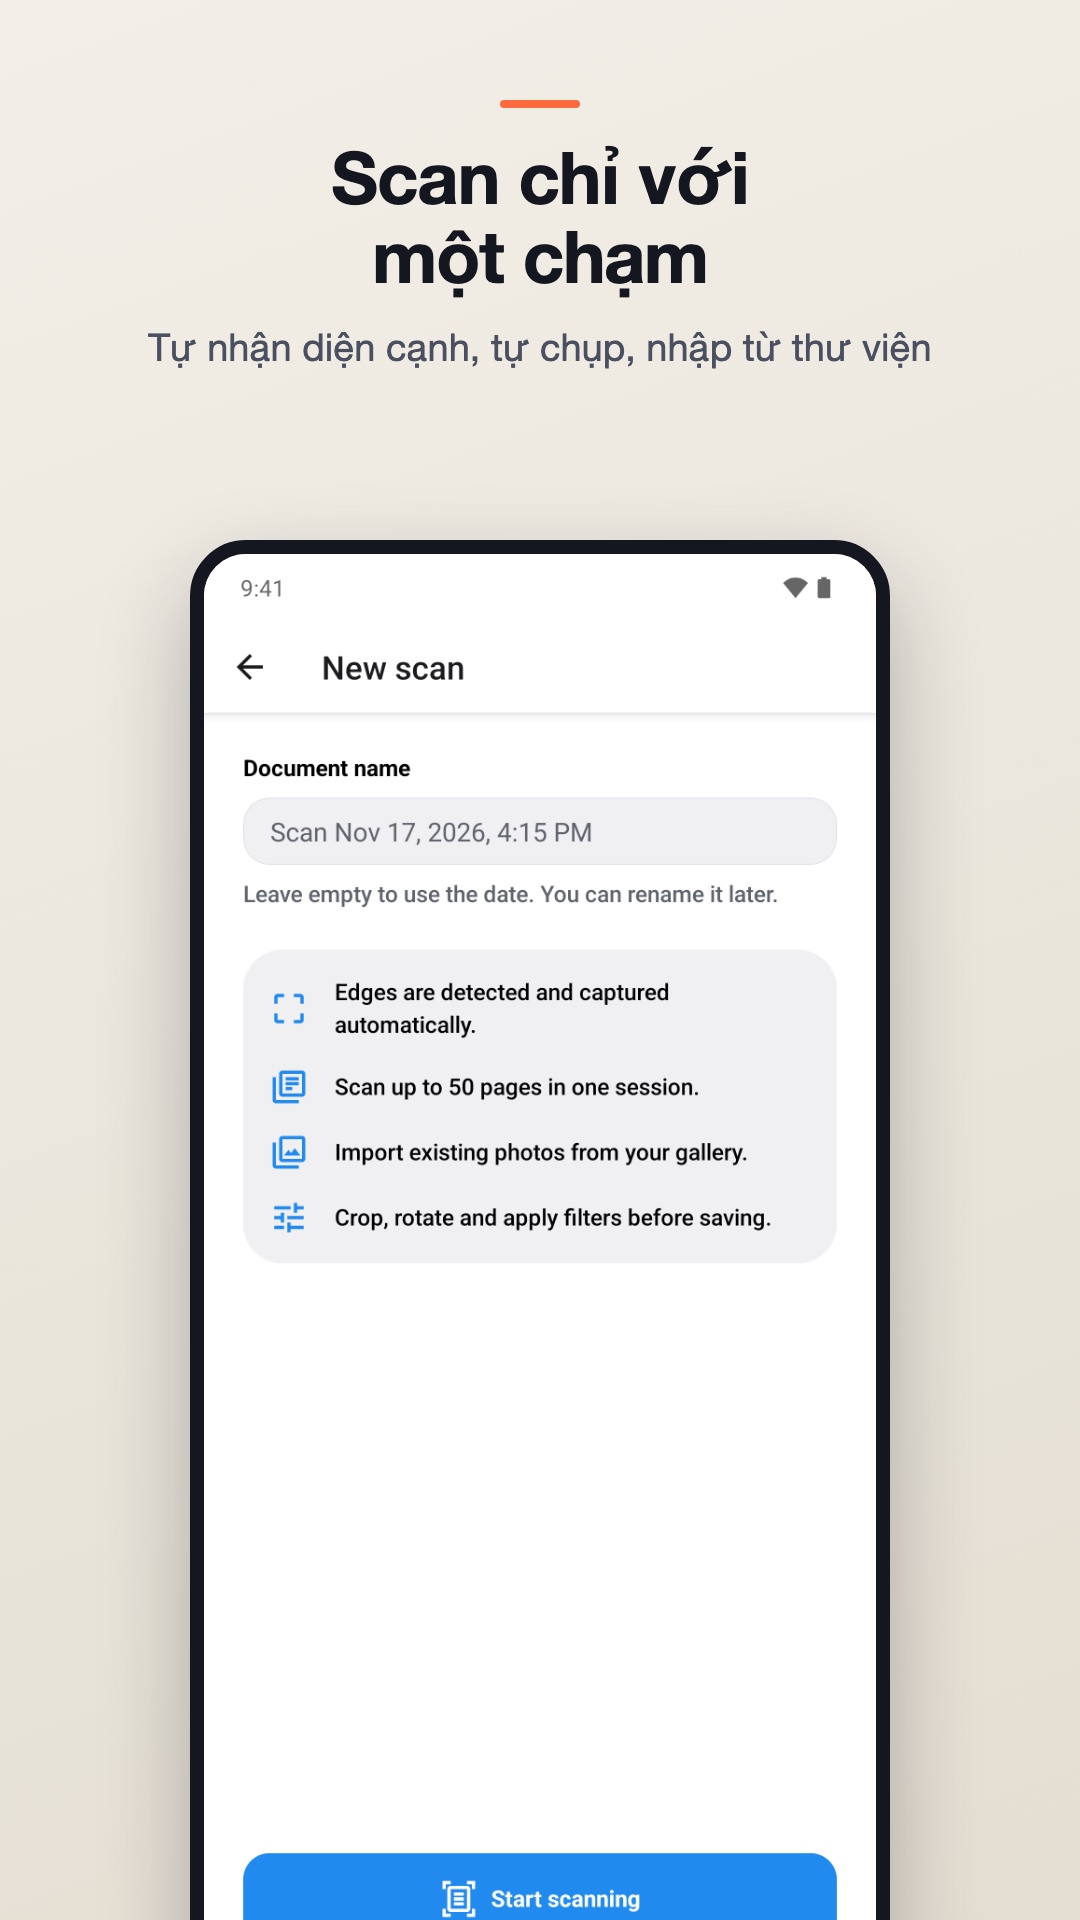 Scan chỉ với
một chạm
Tự nhận diện cạnh, tự chụp, nhập từ thư viện
9:41
New scan
Document name
Scan Nov 17, 2026, 4:15 PM
Leave empty to use the date. You can rename it later.
Edges are detected and captured
automatically.
Scan up to 50 pages in one session.
Import existing photos from your gallery.
Crop, rotate and apply filters before saving.
Start scanning